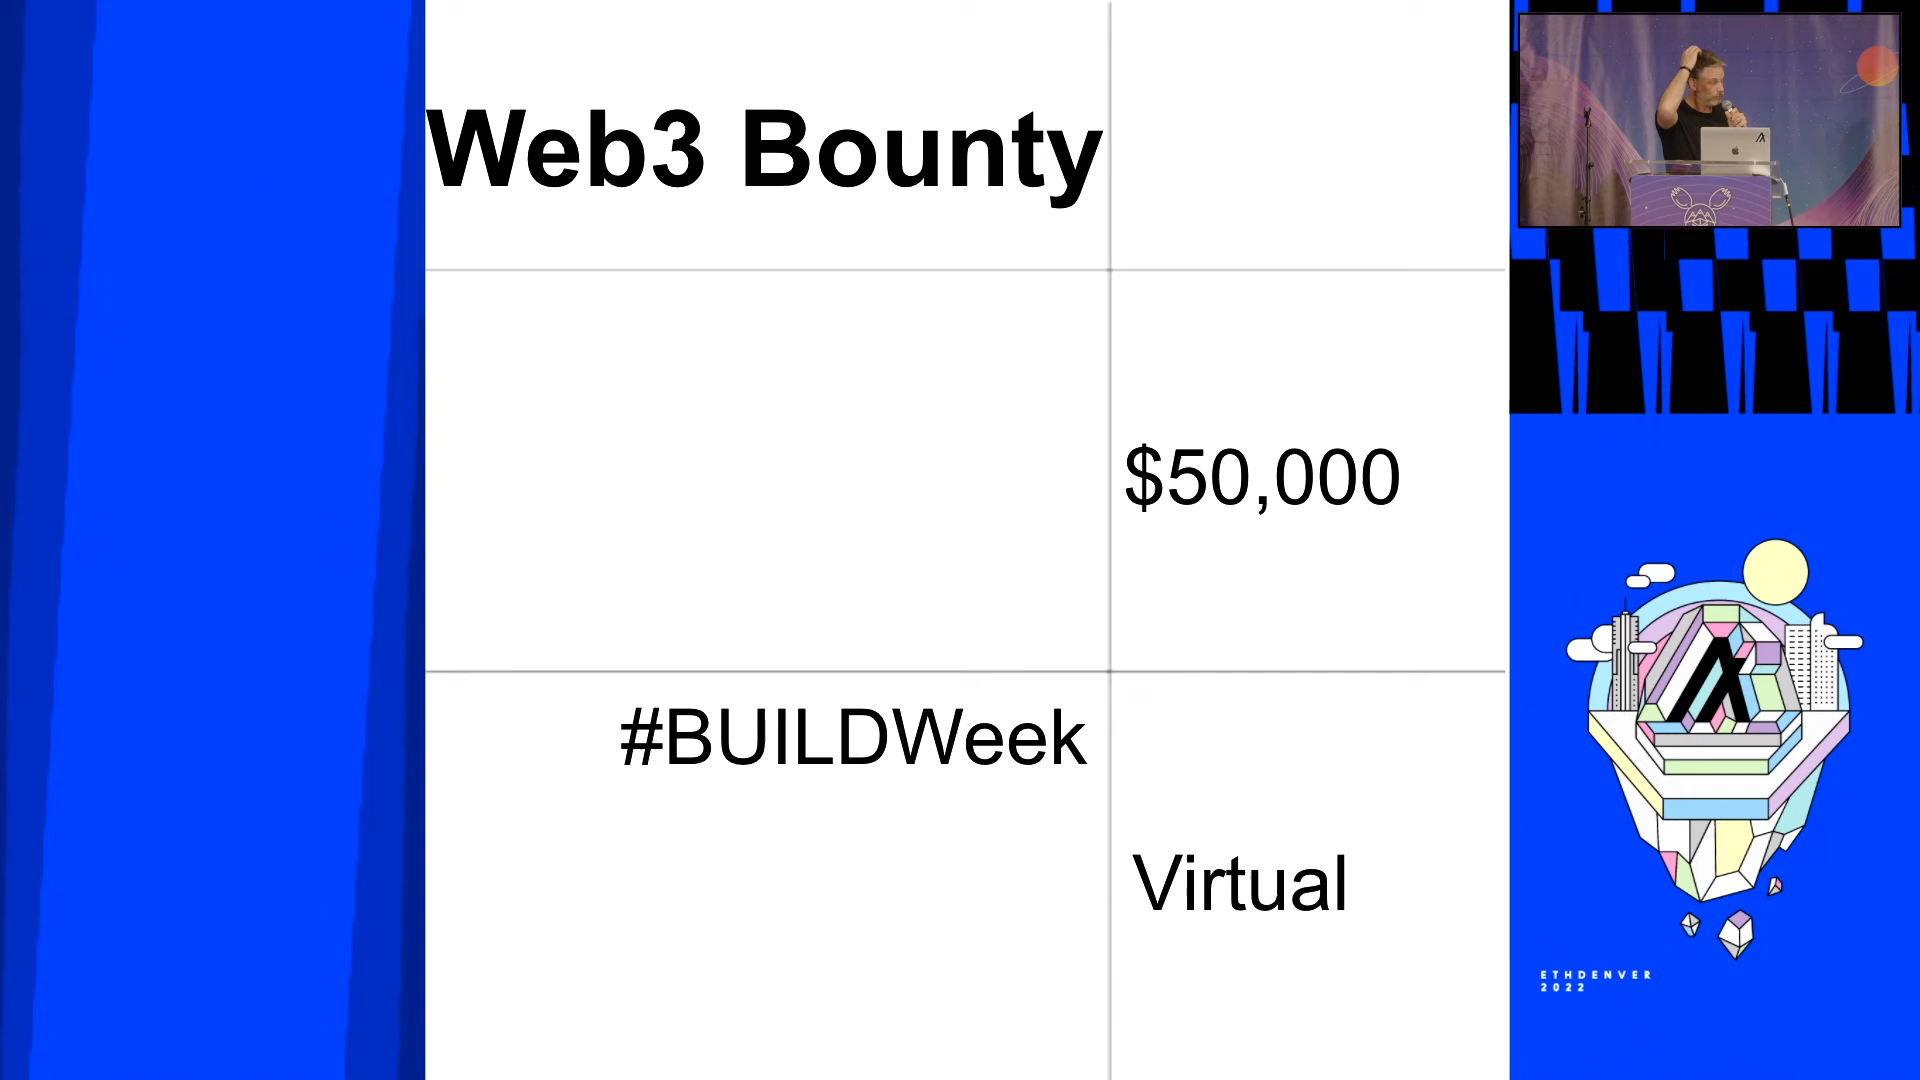 Web3 Bounty
$50,000
#BUILDWeek
Virtual
ETHDENVER
2022